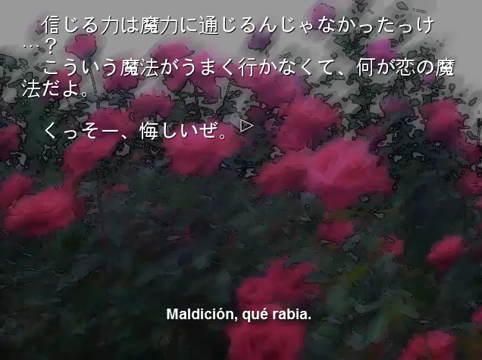 信じる力は魔力に通じるんじゃなかったっけ
…？
こういう魔法がうまく行かなくて、何が恋の魔
法だよ。
くっそー、悔しいぜ。
Maldición, qué rabia.